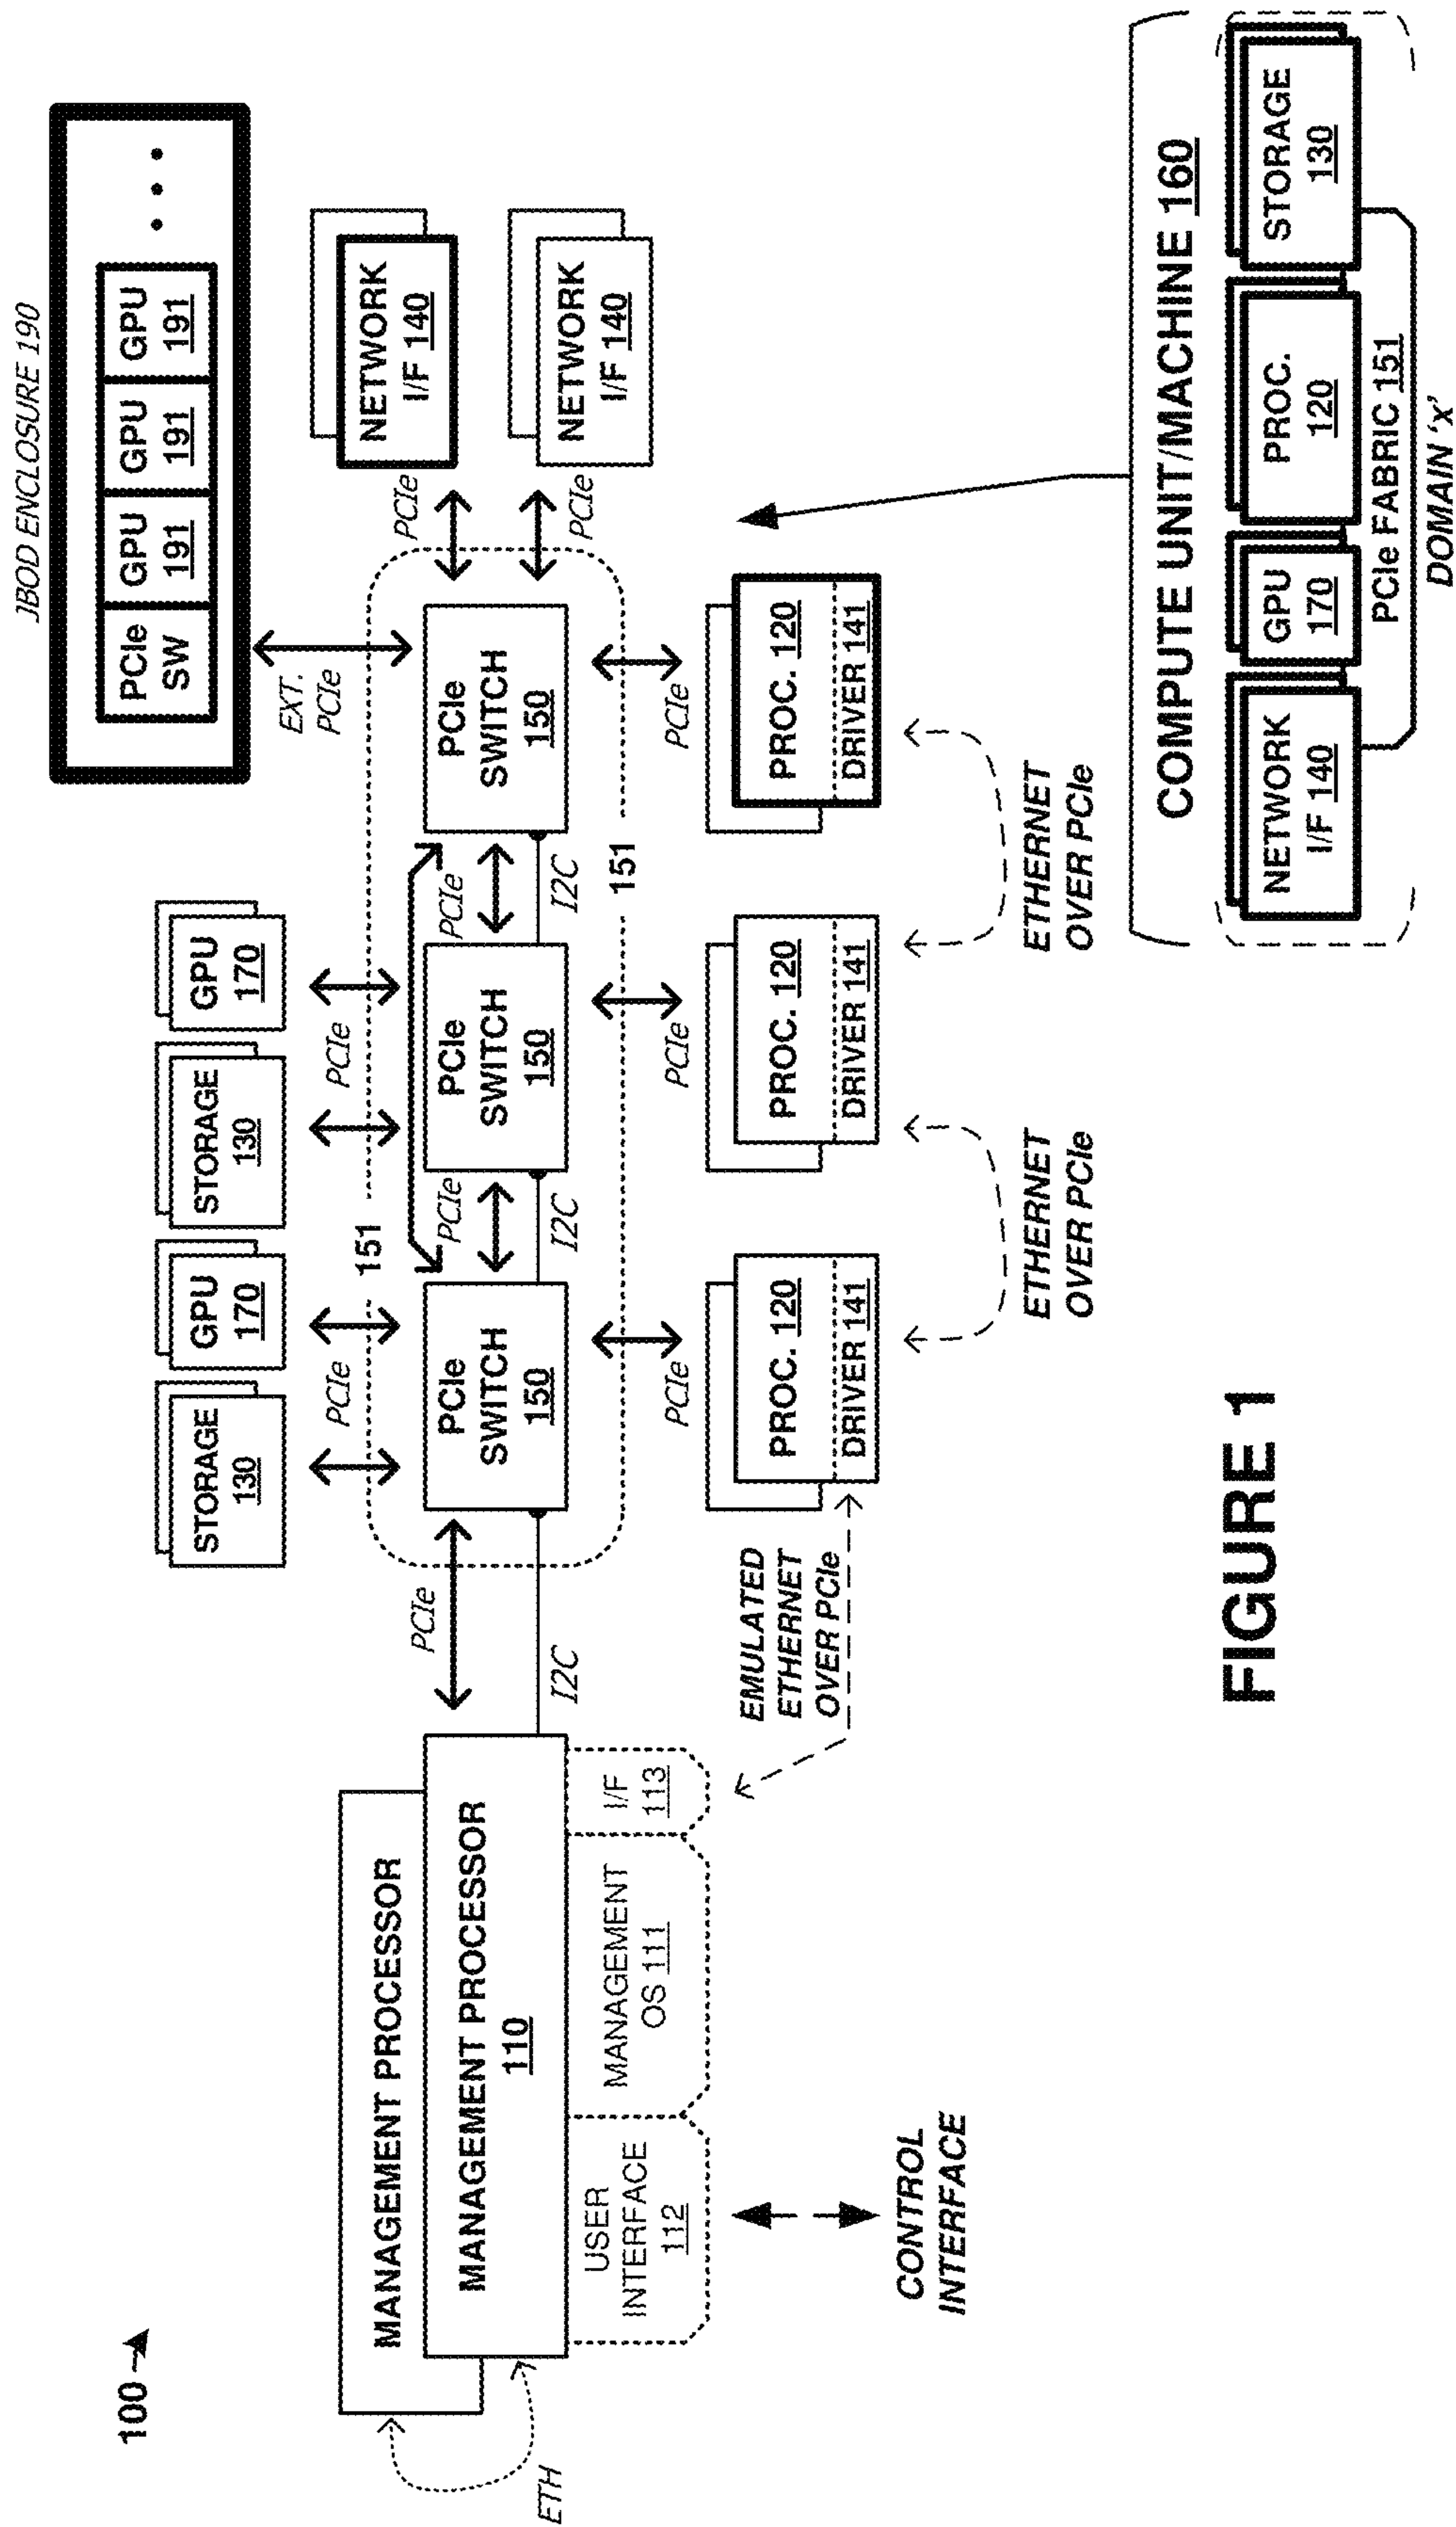 100
JBOD ENCLOSURE 190
PCIe
SW
GPU
191
GPU
191
GPU
191
• • •
STORAGE
130
GPU
170
STORAGE
130
GPU
170
EXT.
PCIe
NETWORK
I/F 140
NETWORK
I/F 140
PCIe
PCIe
PCIe
PCIe
151
MANAGEMENT PROCESSOR
MANAGEMENT PROCESSOR
110
ETH
PCIe
I2C
PCIe
SWITCH
150
PCIe
PCIe
SWITCH
150
PCIe
PCIe
SWITCH
150
I2C
I2C
151
USER
INTERFACE
112
MANAGEMENT
OS 111
I/F
113
CONTROL
INTERFACE
EMULATED
ETHERNET
OVER PCIe
PCIe
PCIe
PCIe
PROC. 120
DRIVER 141
PROC. 120
DRIVER 141
PROC. 120
DRIVER 141
ETHERNET
OVER PCIe
ETHERNET
OVER PCIe
COMPUTE UNIT/MACHINE 160
NETWORK
I/F 140
GPU
170
PROC.
120
STORAGE
130
PCIe FABRIC 151
DOMAIN 'x'
FIGURE 1